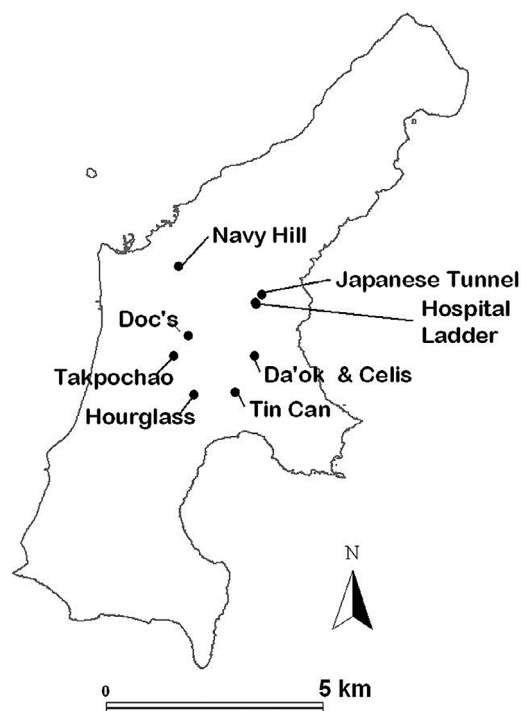 Navy Hill
Japanese Tunnel
Hospital
Ladder
Doc's
Takpochao
Da'ok & Celis
Hourglass
Tin Can
N
0
5 km